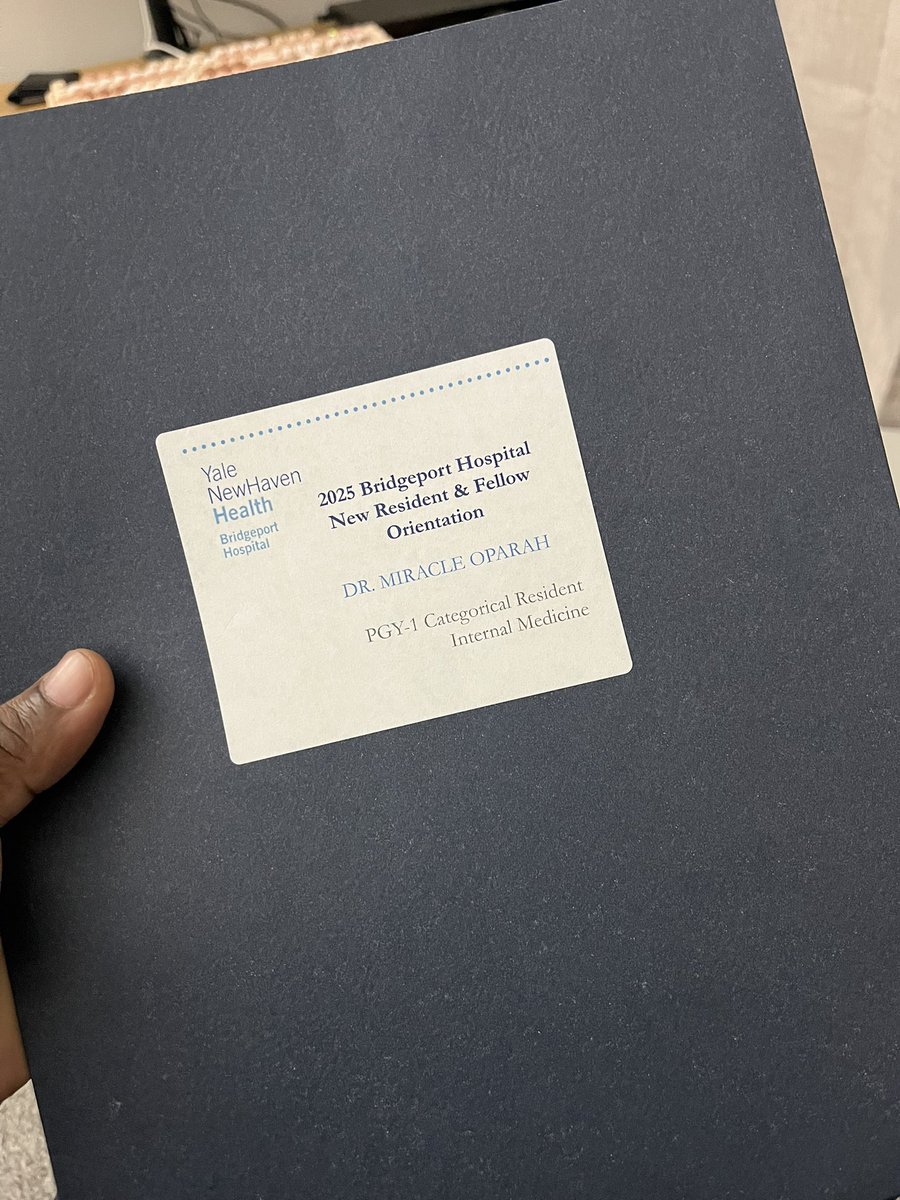 Yale
NewHaven
Health
Bridgeport
Hospital
2025 Bridgeport Hospital
New Resident & Fellow
Orientation
DR. MIRACLE OPARAH
PGY-1 Categorical Resident
Internal Medicine